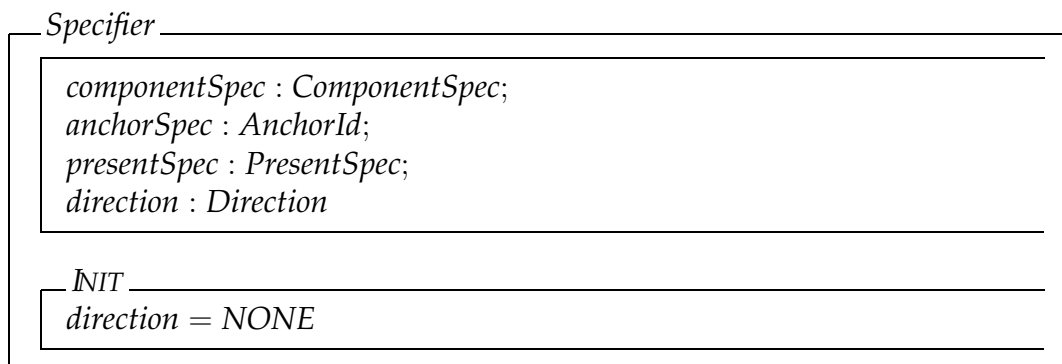 Specifier
componentSpec : ComponentSpec;
anchorSpec : AnchorId;
presentSpec : PresentSpec;
direction : Direction
INIT
direction = NONE